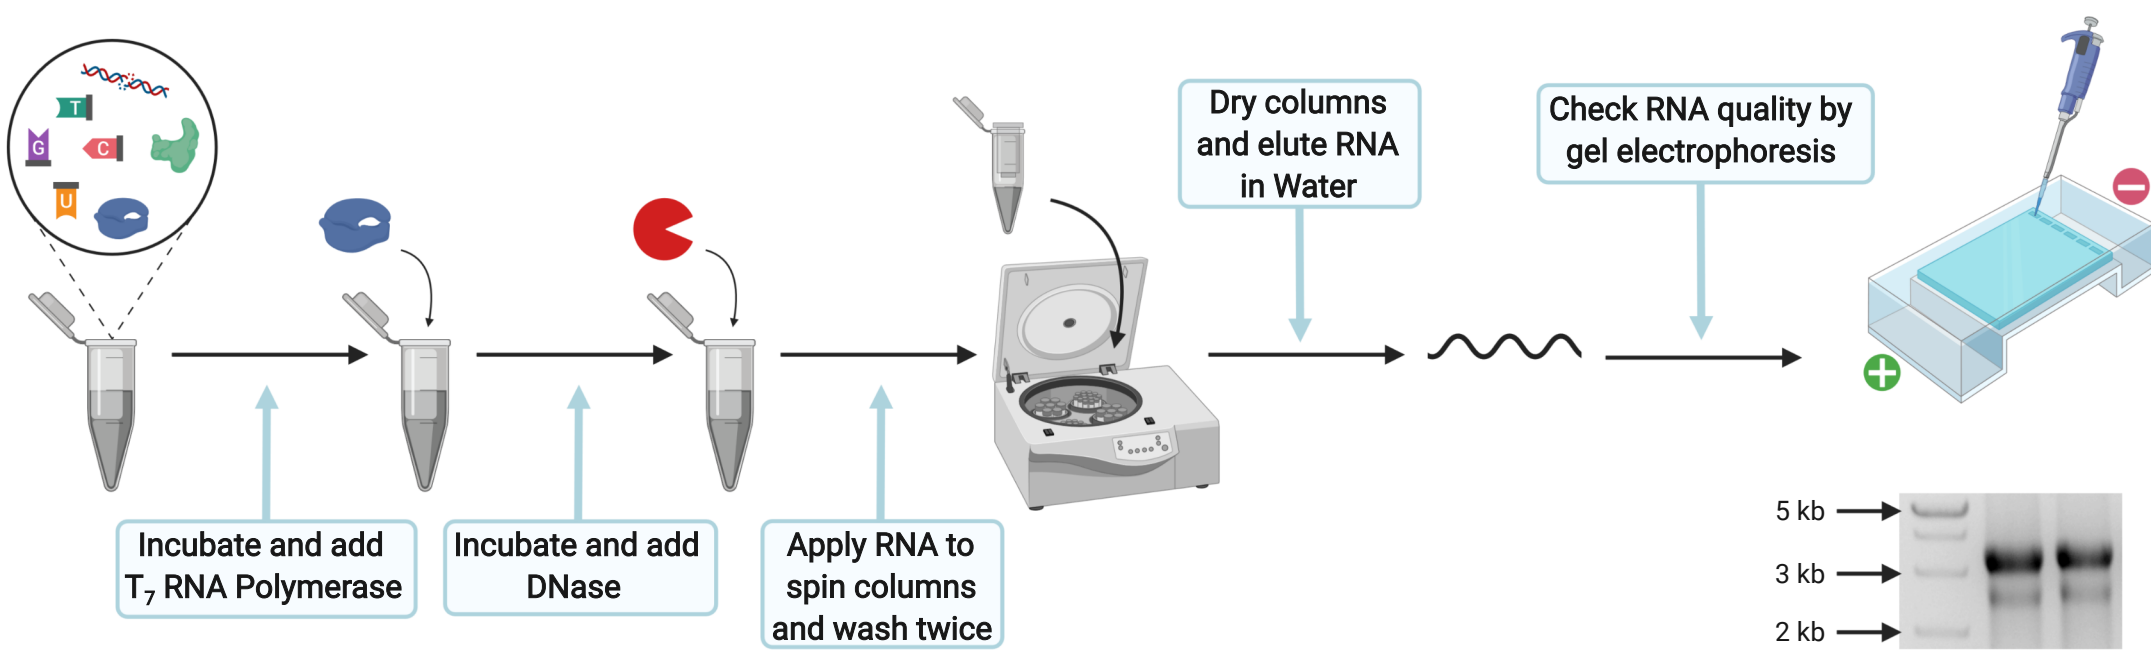 T
G
C
U
Incubate and add
T₇ RNA Polymerase
Incubate and add
DNase
Apply RNA to
spin columns
and wash twice
Dry columns
and elute RNA
in Water
Check RNA quality by
gel electrophoresis
−
+
5 kb
3 kb
2 kb